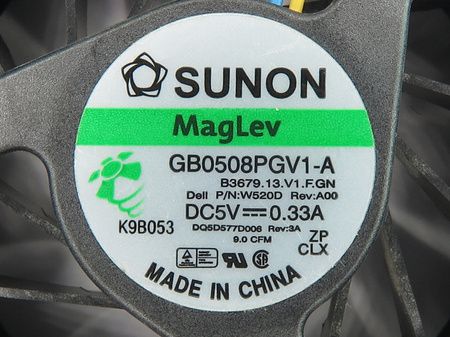 SUNON
MagLev
GB0508PGV1-A
B3679.13.V1.F.GN
Dell P/N:W520D Rev:A00
DC5V 0.33A
K9B053
DQ5D577D008 Rev:3A
9.0 CFM
ZP
CLX
MADE IN CHINA